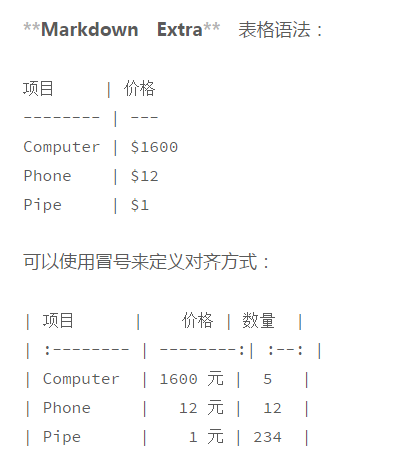 **Markdown Extra** 表格语法：
项目     | 价格
-------- | ---
Computer | $1600
Phone    | $12
Pipe     | $1
可以使用冒号来定义对齐方式：
| 项目      |    价格 | 数量  |
| :-------- | --------:| :--: |
| Computer  | 1600 元 |  5   |
| Phone     |   12 元 |  12  |
| Pipe      |    1 元 | 234  |